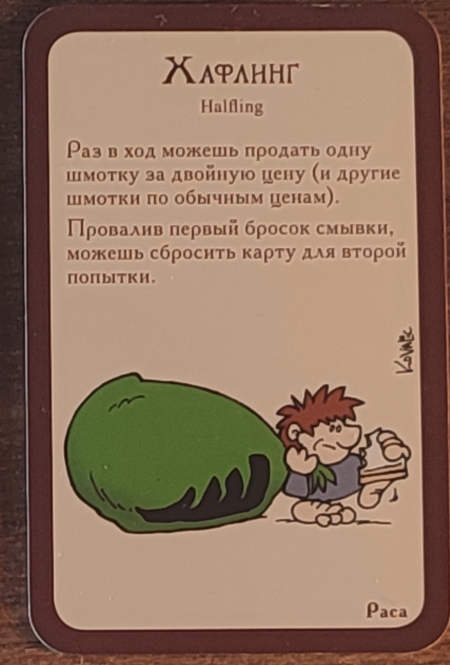 Хафлинг
Halfling
Раз в ход можешь продать одну
шмотку за двойную цену (и другие
шмотки по обычным ценам).
Провалив первый бросок смывки,
можешь сбросить карту для второй
попытки.
Kovalic
Раса